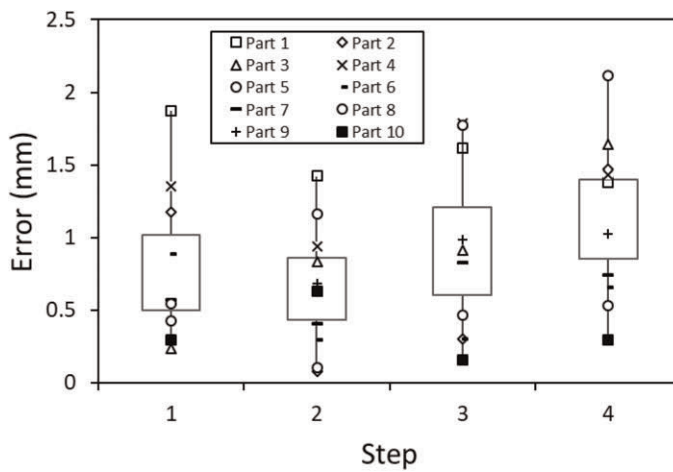 2.5
2
1.5
1
0.5
0
Error (mm)
Part 1 Part 2
Part 3 Part 4
Part 5 Part 6
Part 7 Part 8
Part 9 Part 10
1 2 3 4
Step